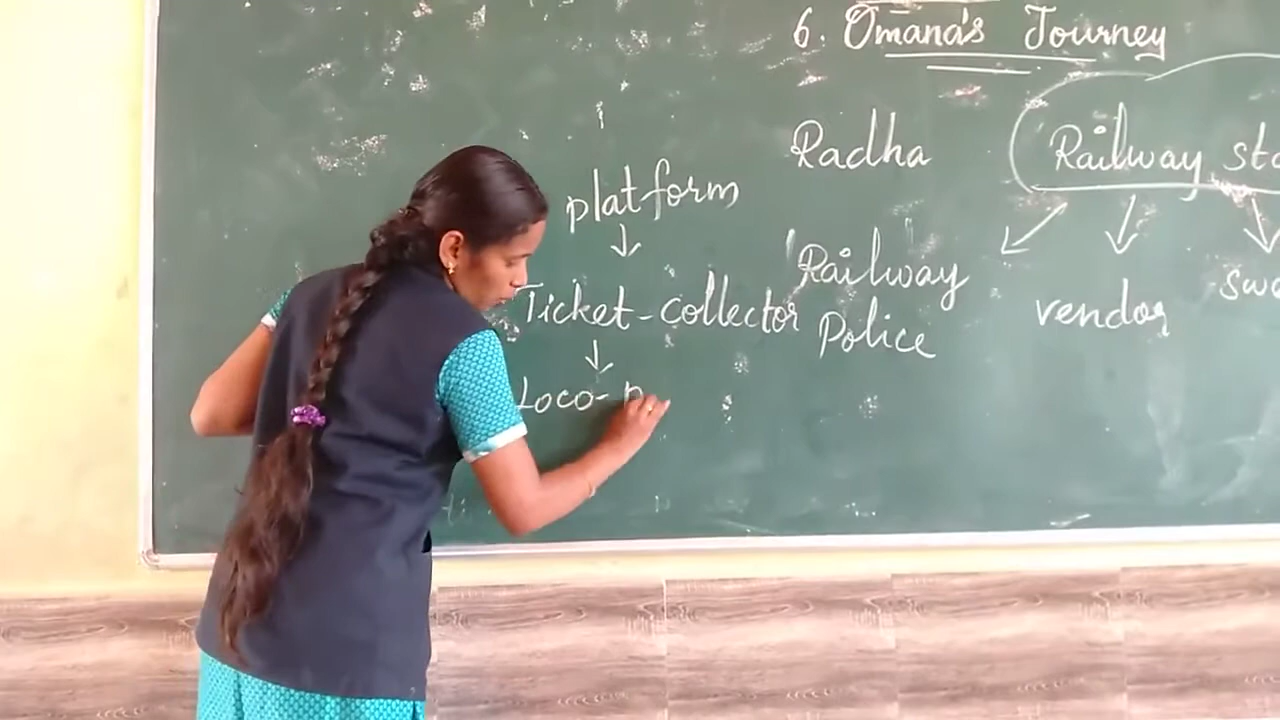 6. Omana's Journey
Radha
Railway
platform
Ticket-collector
Loco-
Railway
Police
vendor